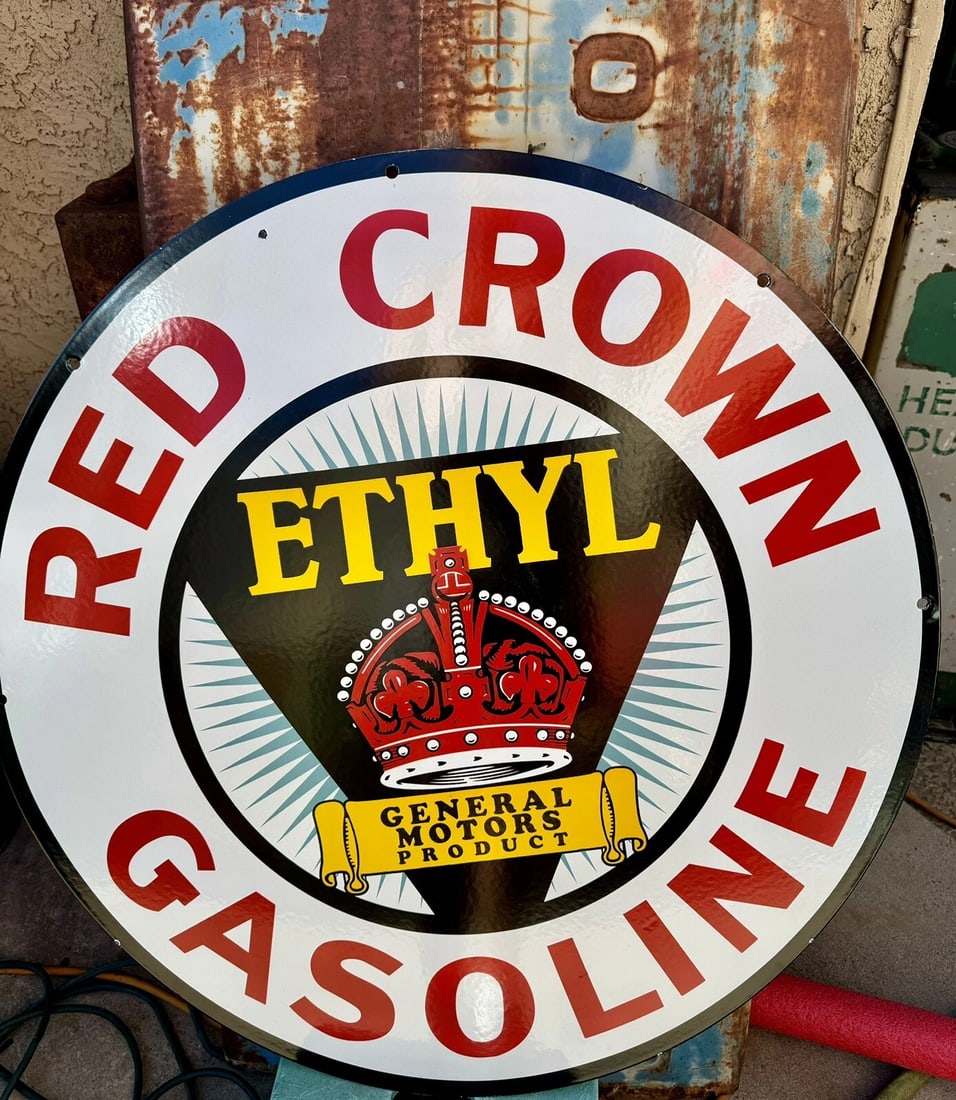 RED CROWN
ETHYL
GENERAL
MOTORS
PRODUCT
GASOLINE